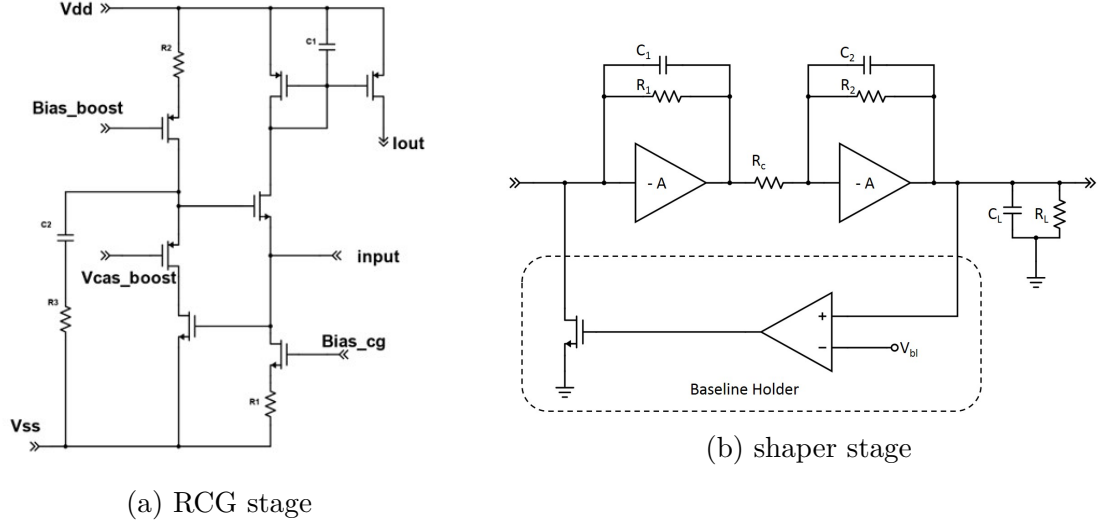 Vdd
R2
C1
Bias_boost
Iout
C2
input
Vcas_boost
R3
Bias_cg
R1
Vss
(a) RCG stage
C1
R1
- A
Rc
C2
R2
- A
CL
RL
+
−
Vbl
Baseline Holder
(b) shaper stage